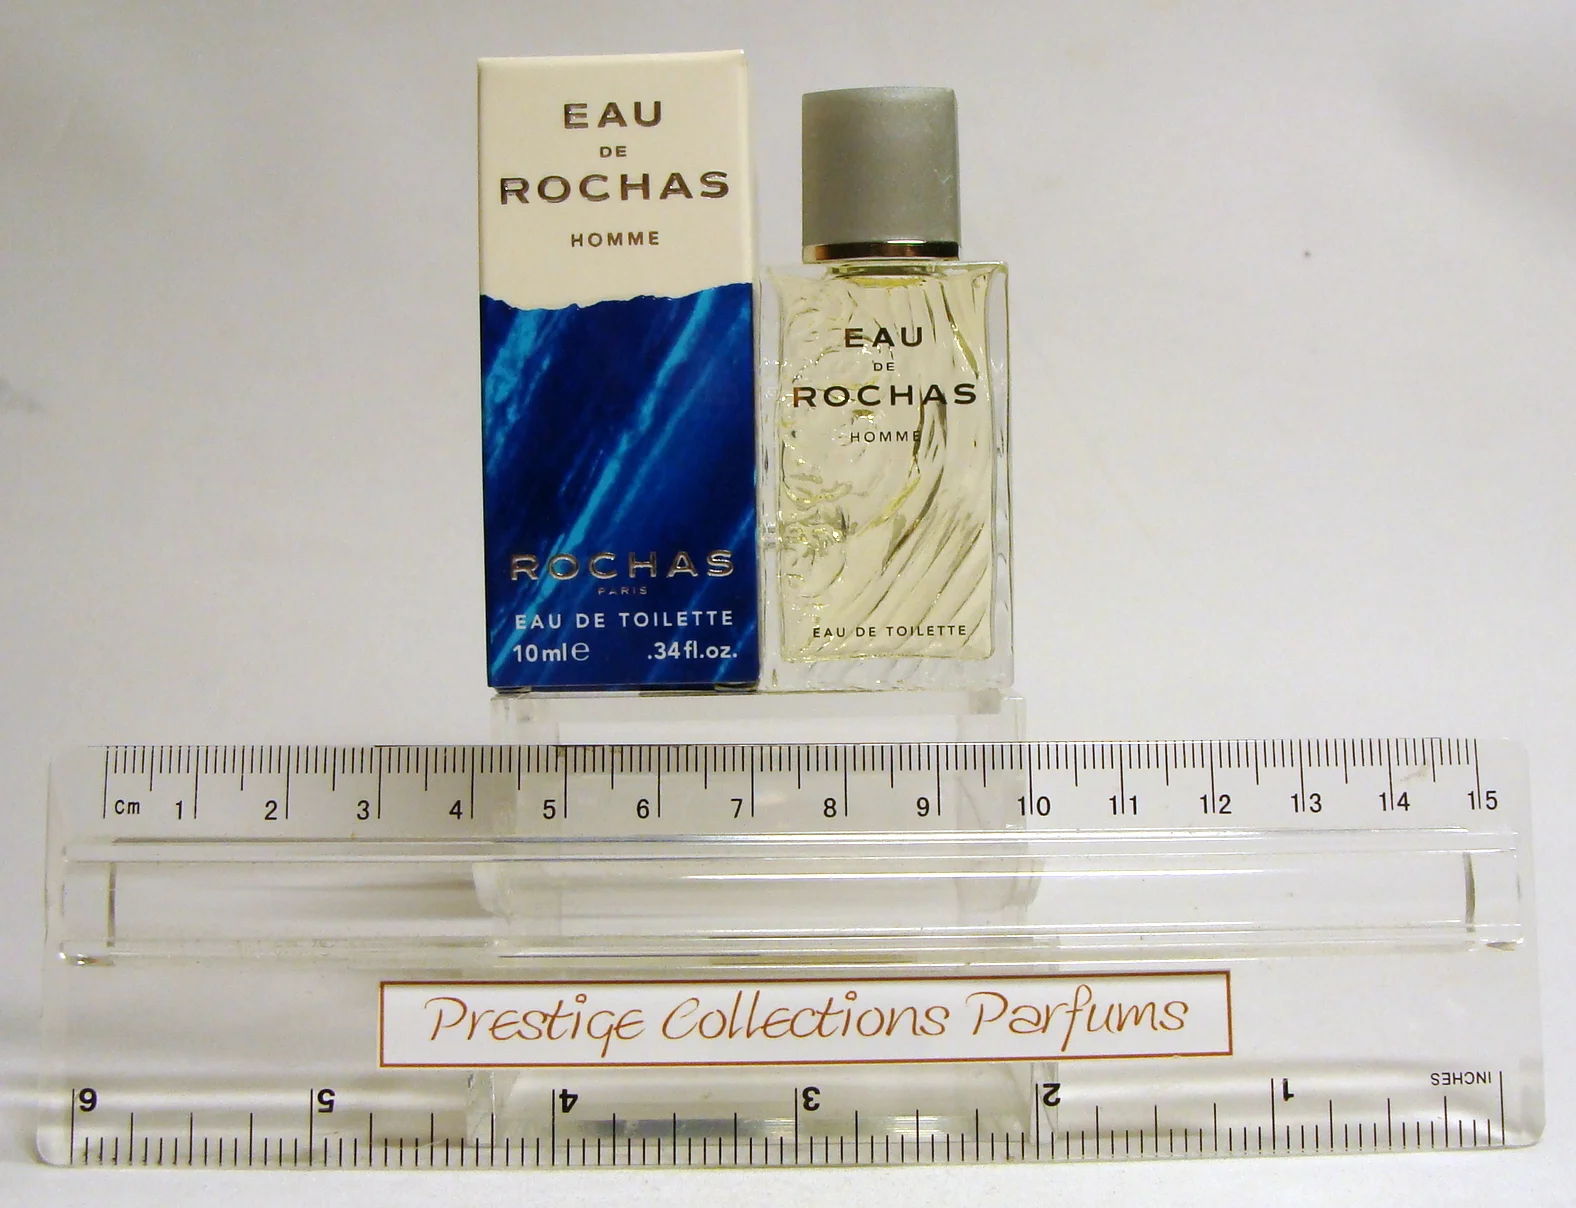 EAU
DE
ROCHAS
HOMME
ROCHAS
PARIS
EAU DE TOILETTE
10ml e .34fl.oz.
EAU
DE
ROCHAS
HOMME
EAU DE TOILETTE
Cm 1 2 3 4 5 6 7 8 9 10 11 12 13 14 15
Prestige Collections Parfums
6 5 4 3 2 1 INCHES